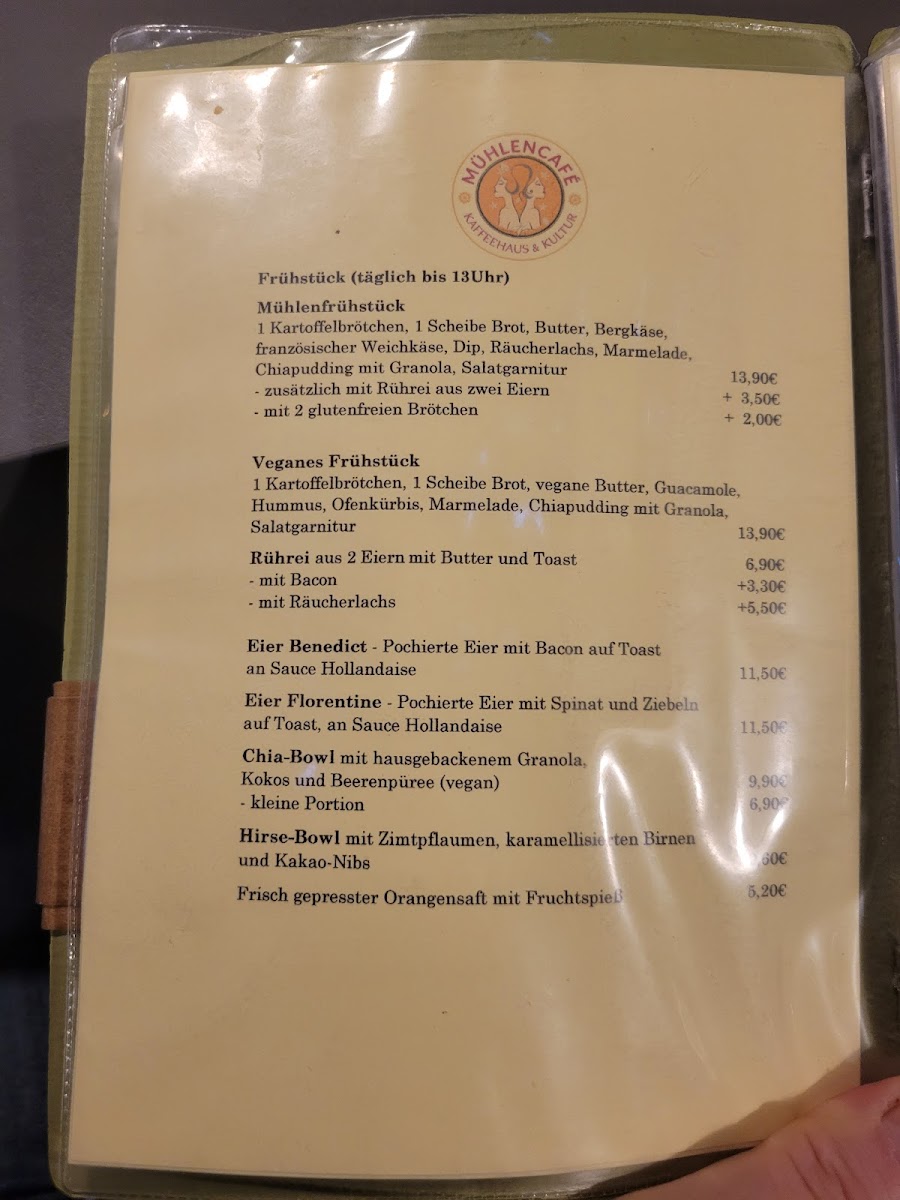 MÜHLENCAFÉ
KAFFEEHAUS & KULTUR
Frühstück (täglich bis 13Uhr)
Mühlenfrühstück
1 Kartoffelbrötchen, 1 Scheibe Brot, Butter, Bergkäse,
französischer Weichkäse, Dip, Räucherlachs, Marmelade,
Chiapudding mit Granola, Salatgarnitur 13,90€
- zusätzlich mit Rührei aus zwei Eiern + 3,50€
- mit 2 glutenfreien Brötchen + 2,00€
Veganes Frühstück
1 Kartoffelbrötchen, 1 Scheibe Brot, vegane Butter, Guacamole,
Hummus, Ofenkürbis, Marmelade, Chiapudding mit Granola,
Salatgarnitur 13,90€
Rührei aus 2 Eiern mit Butter und Toast 6,90€
- mit Bacon +3,30€
- mit Räucherlachs +5,50€
Eier Benedict - Pochierte Eier mit Bacon auf Toast
an Sauce Hollandaise 11,50€
Eier Florentine - Pochierte Eier mit Spinat und Ziebeln
auf Toast, an Sauce Hollandaise 11,50€
Chia-Bowl mit hausgebackenem Granola,
Kokos und Beerenpüree (vegan) 9,90€
- kleine Portion 6,90€
Hirse-Bowl mit Zimtpflaumen, karamellisierten Birnen
und Kakao-Nibs
Frisch gepresster Orangensaft mit Fruchtspieß 5,20€